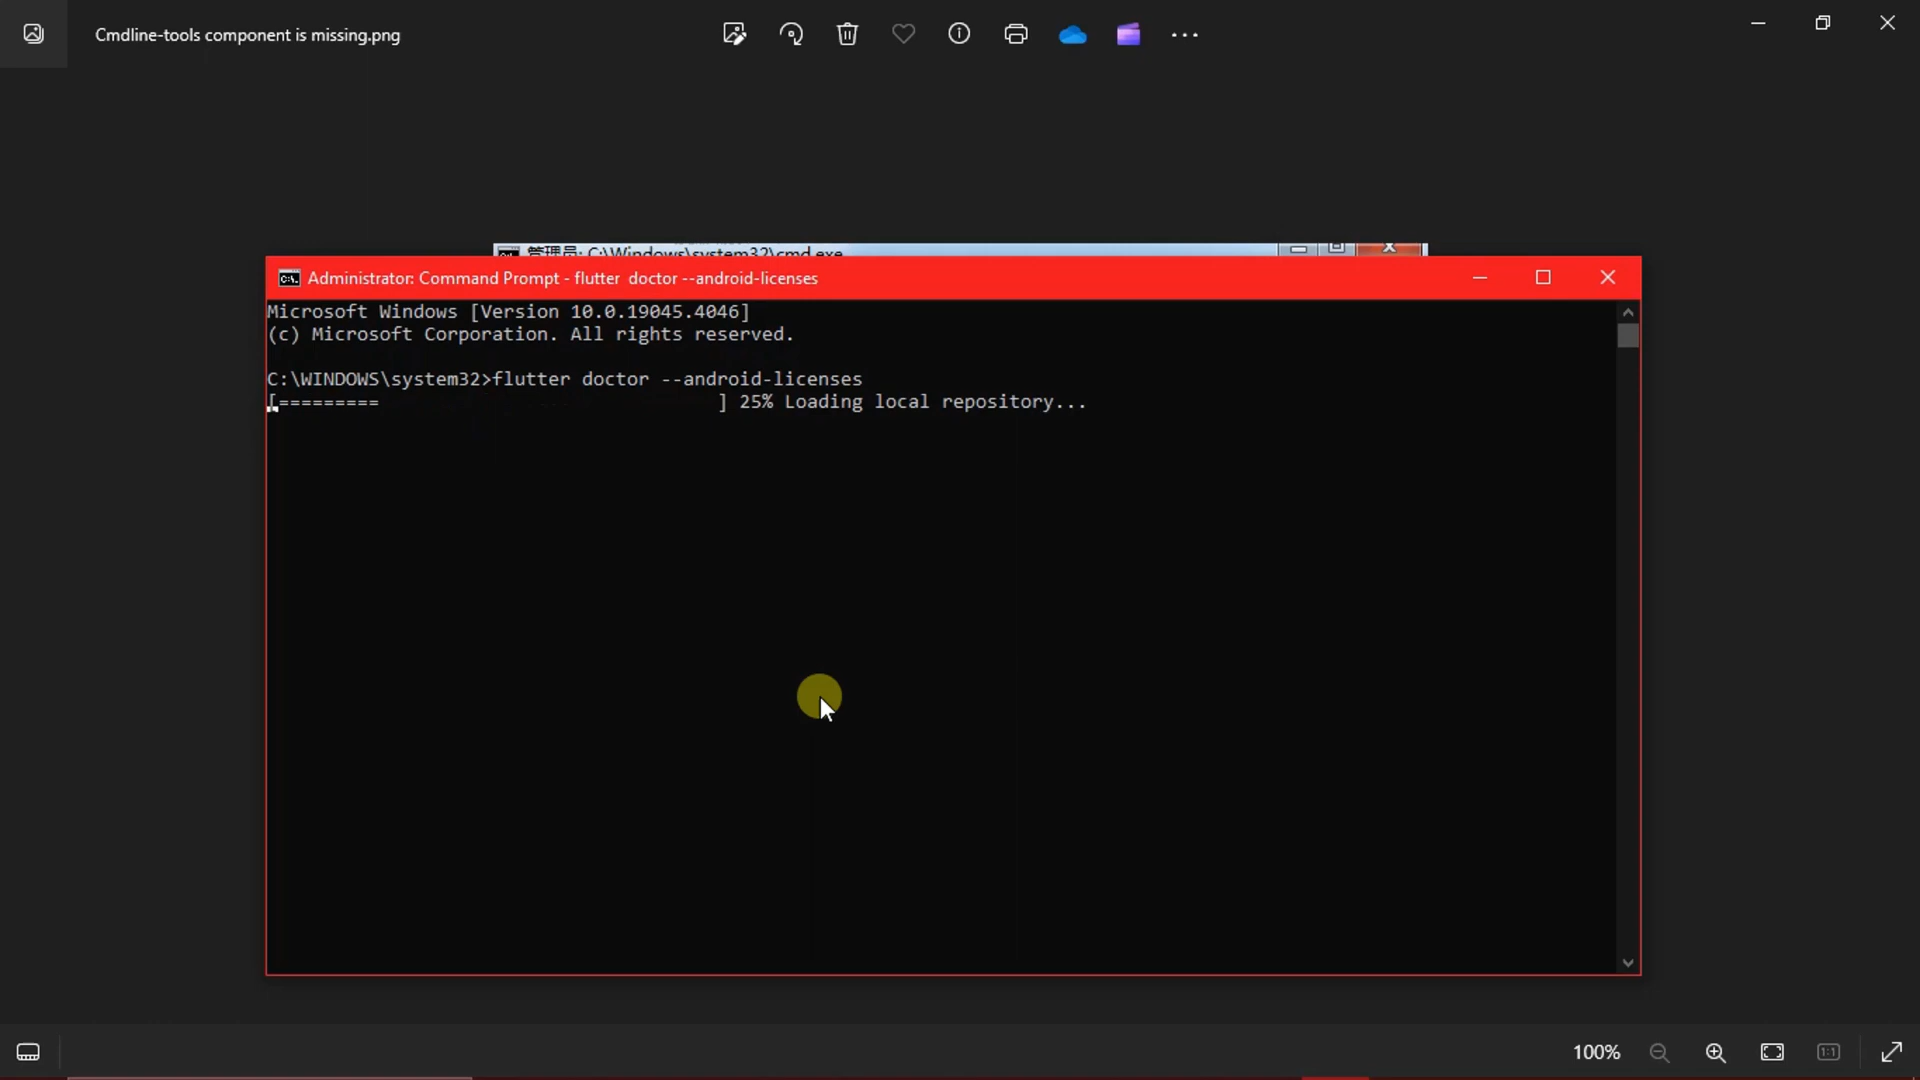 Cmdline-tools component is missing.png
管理员: C:\Windows\system32\cmd.exe
Administrator: Command Prompt - flutter  doctor --android-licenses
Microsoft Windows [Version 10.0.19045.4046]
(c) Microsoft Corporation. All rights reserved.
C:\WINDOWS\system32>flutter doctor --android-licenses
[=========                              ] 25% Loading local repository...
100%
1:1